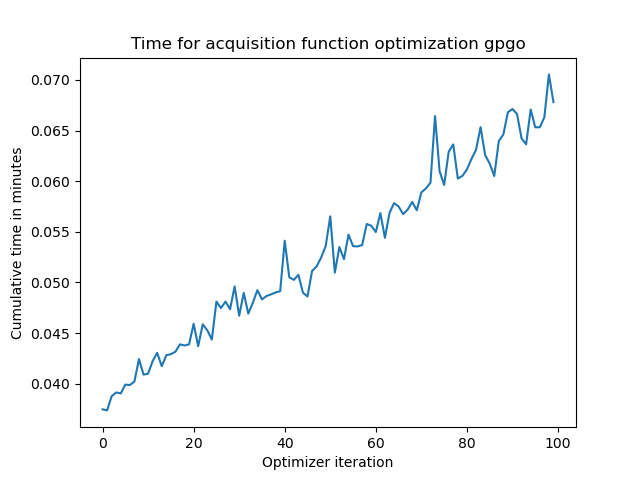 Time for acquisition function optimization gpgo
0.070
0.065
0.060
0.055
0.050
0.045
0.040
Cumulative time in minutes
0 20 40 60 80 100
Optimizer iteration